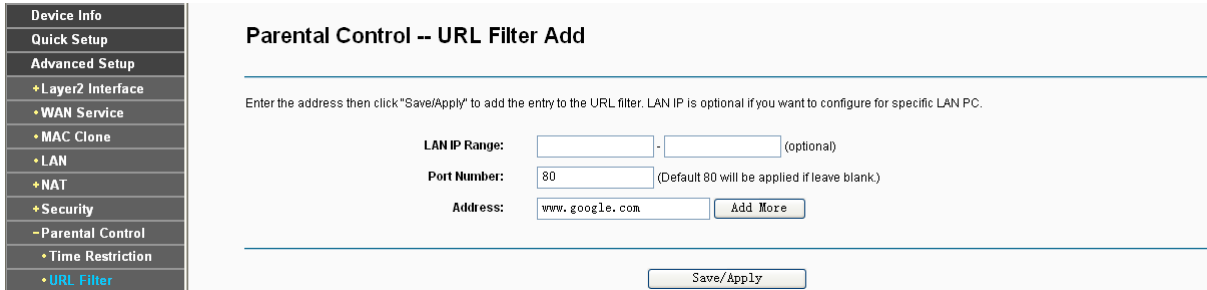 Device Info
Quick Setup
Advanced Setup
+Layer2 Interface
•WAN Service
•MAC Clone
•LAN
+NAT
+Security
-Parental Control
•Time Restriction
•URL Filter
Parental Control -- URL Filter Add
Enter the address then click "Save/Apply" to add the entry to the URL filter. LAN IP is optional if you want to configure for specific LAN PC.
LAN IP Range: - (optional)
Port Number: 80 (Default 80 will be applied if leave blank.)
Address: www.google.com Add More
Save/Apply